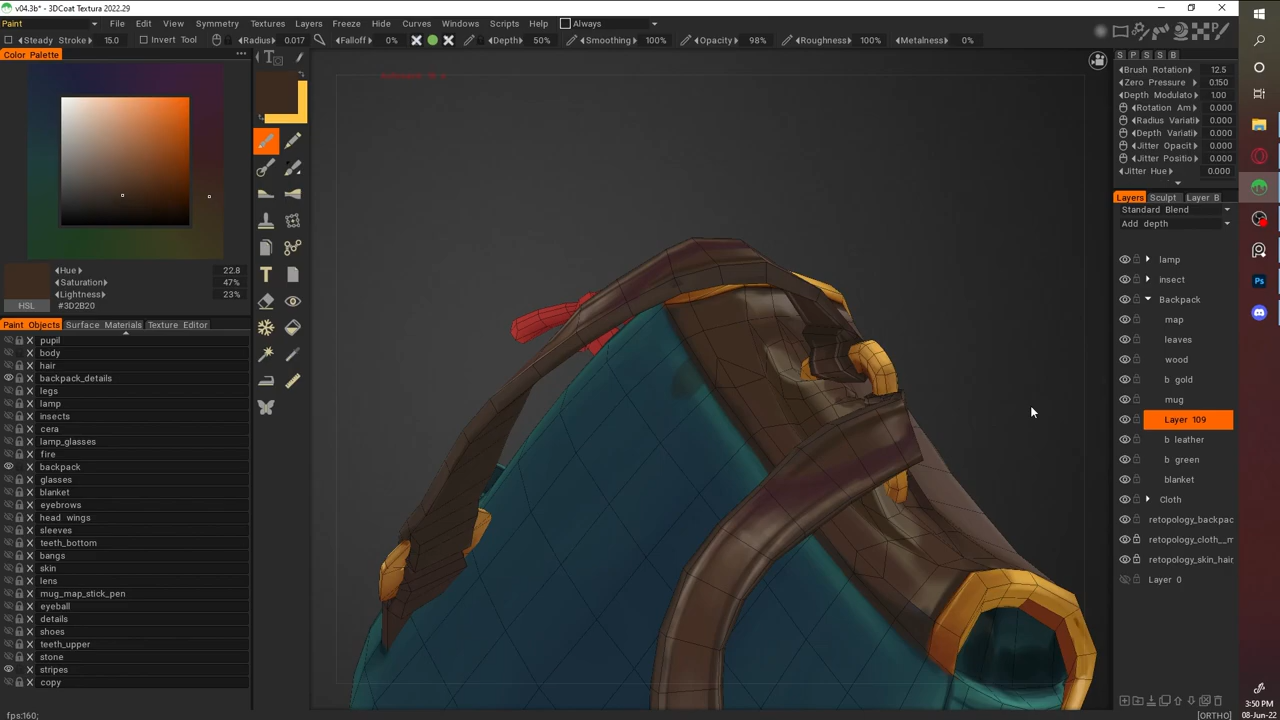 v04.3b* - 3DCoat Textura 2022.29
Paint File Edit View Symmetry Textures Layers Freeze Hide Curves Windows Scripts Help Always
Steady Stroke 15.0 Invert Tool Radius 0.017 Falloff 0% Depth 50% Smoothing 100% Opacity 98% Roughness 100% Metalness 0%
Color Palette
Hue 22.8
Saturation 47%
Lightness 23%
HSL #3D2B20
Paint Objects Surface Materials Texture Editor
pupil
body
hair
backpack_details
legs
lamp
insects
cera
lamp_glasses
fire
backpack
glasses
blanket
eyebrows
head wings
sleeves
teeth_bottom
bangs
skin
lens
mug_map_stick_pen
eyeball
details
shoes
teeth_upper
stone
stripes
copy
fps:160;
S P S S B
Brush Rotation 12.5
Zero Pressure 0.150
Depth Modulato 1.00
Rotation Am 0.000
Radius Variati 0.000
Depth Variati 0.000
Jitter Opacit 0.000
Jitter Positio 0.000
Jitter Hue 0.000
Layers Sculpt Layer B
Standard Blend
Add depth
lamp
insect
Backpack
map
leaves
wood
b gold
mug
Layer 109
b leather
b green
blanket
Cloth
retopology_backpac
retopology_cloth__m
retopology_skin_hair
Layer 0
[ORTHO]
Ps
3:50 PM
08-Jun-22